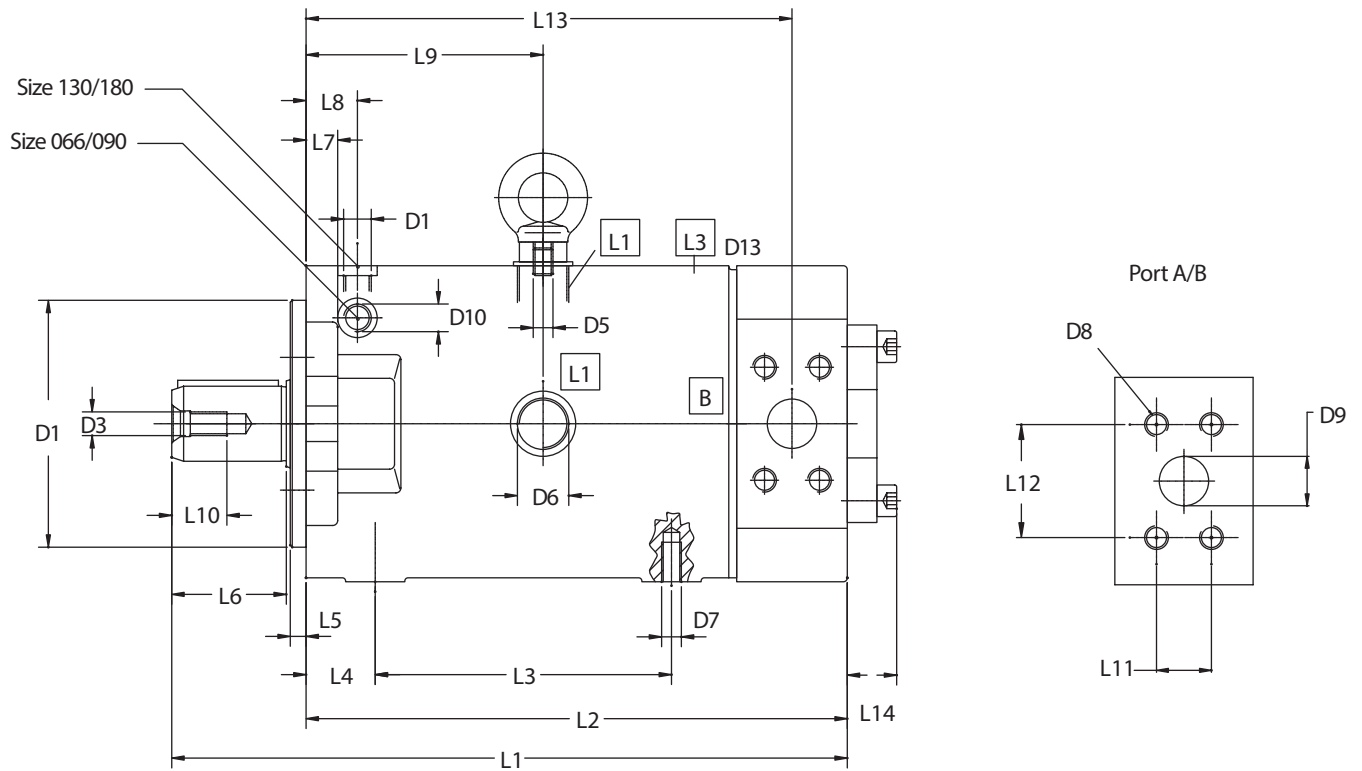 L13
L9
Size 130/180
L8
Size 066/090
L7
D1
L1
L3
D13
Port A/B
D10
D5
D8
L1
B
D3
D1
D9
L12
D6
L10
L6
L5
D7
L4
L3
L11
L2
L14
L1